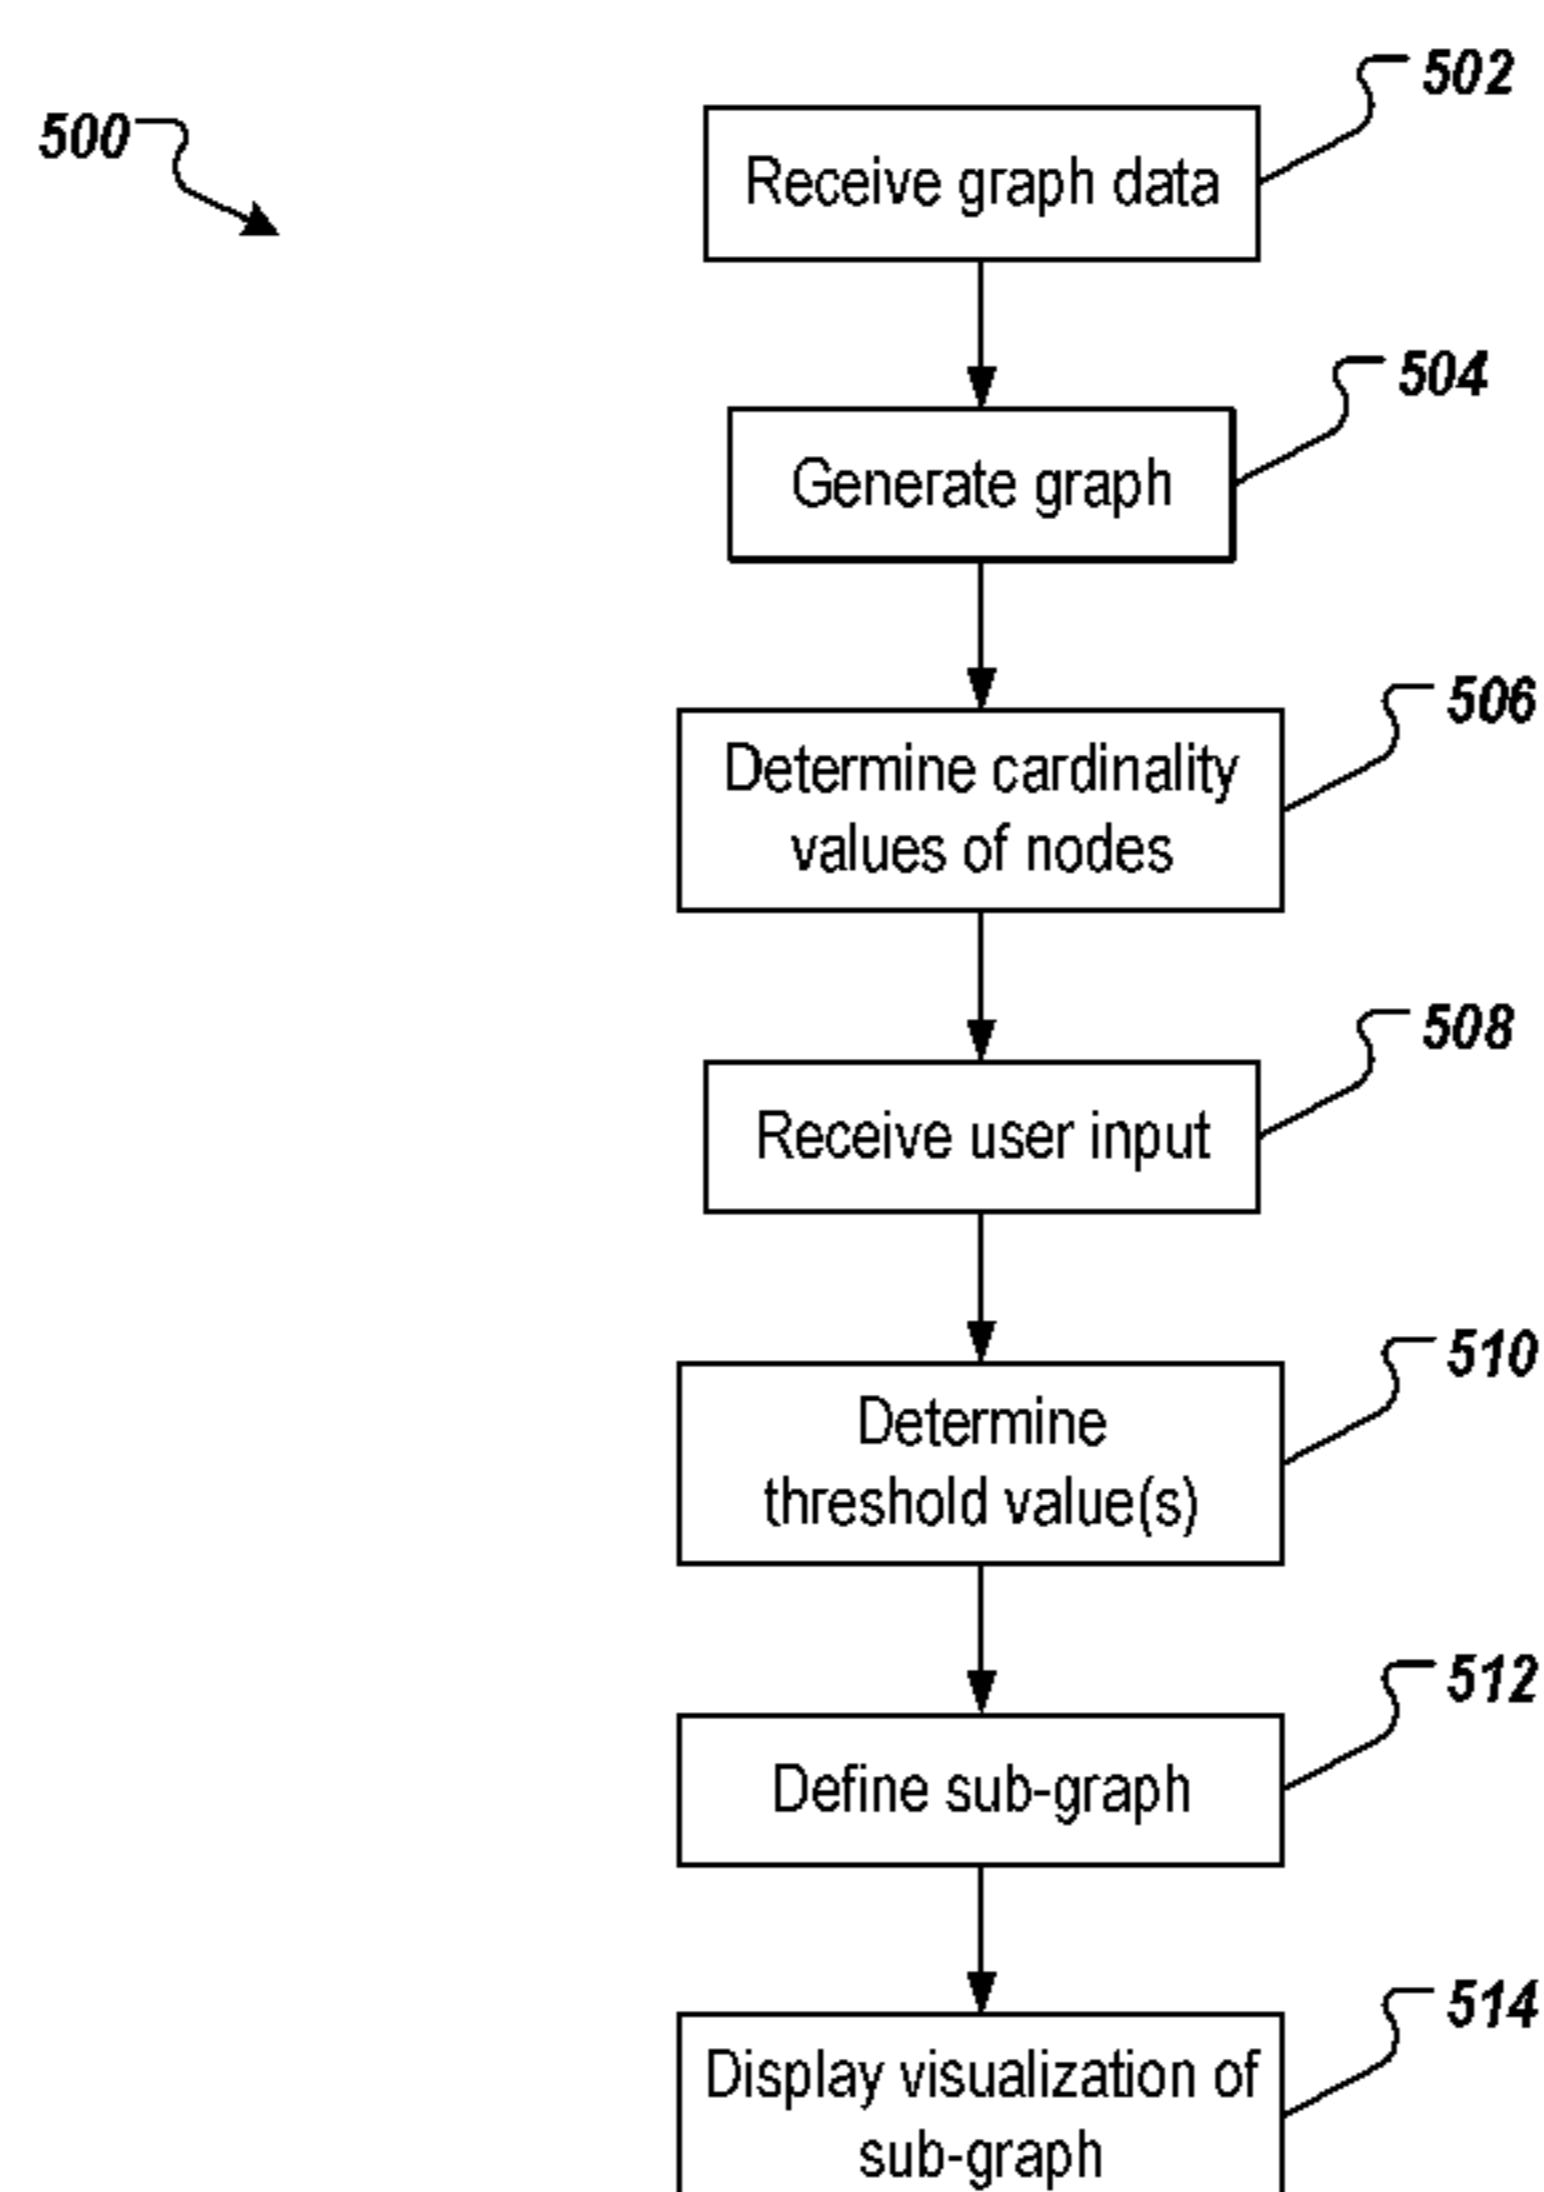 502
500
Receive graph data
504
Generate graph
506
Determine cardinality
values of nodes
508
Receive user input
510
Determine
threshold value(s)
512
Define sub-graph
514
Display visualization of
sub-graph